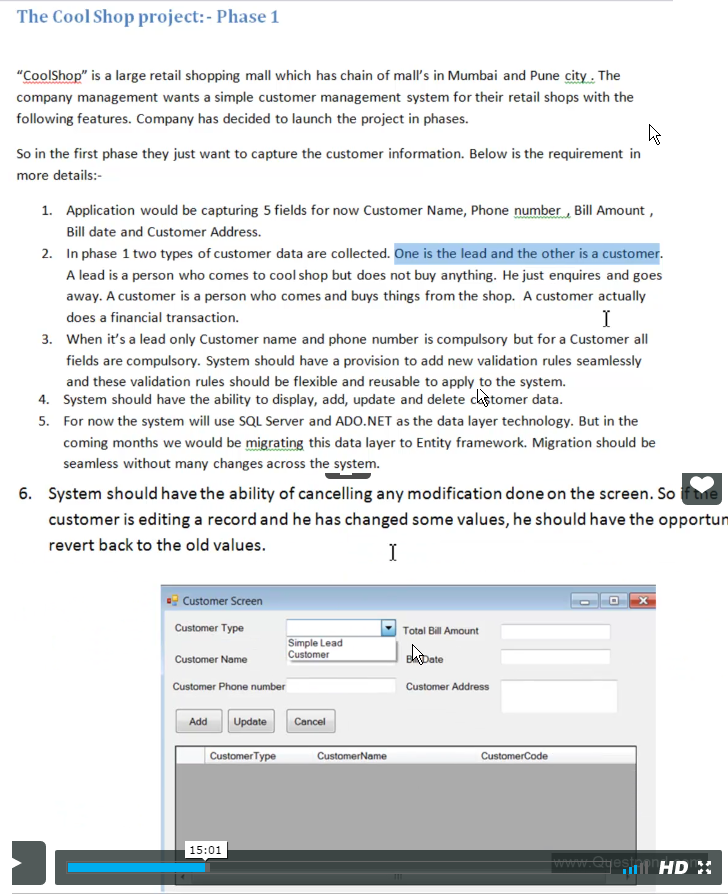 The Cool Shop project:- Phase 1
“CoolShop” is a large retail shopping mall which has chain of mall’s in Mumbai and Pune city . The
company management wants a simple customer management system for their retail shops with the
following features. Company has decided to launch the project in phases.
So in the first phase they just want to capture the customer information. Below is the requirement in
more details:-
1. Application would be capturing 5 fields for now Customer Name, Phone number , Bill Amount ,
Bill date and Customer Address.
2. In phase 1 two types of customer data are collected. One is the lead and the other is a customer.
A lead is a person who comes to cool shop but does not buy anything. He just enquires and goes
away. A customer is a person who comes and buys things from the shop. A customer actually
does a financial transaction.
3. When it’s a lead only Customer name and phone number is compulsory but for a Customer all
fields are compulsory. System should have a provision to add new validation rules seamlessly
and these validation rules should be flexible and reusable to apply to the system.
4. System should have the ability to display, add, update and delete customer data.
5. For now the system will use SQL Server and ADO.NET as the data layer technology. But in the
coming months we would be migrating this data layer to Entity framework. Migration should be
seamless without many changes across the system.
6. System should have the ability of cancelling any modification done on the screen. So if the
customer is editing a record and he has changed some values, he should have the opportun
revert back to the old values.
Customer Screen
Customer Type
Total Bill Amount
Simple Lead
Customer
Customer Name
Date
Customer Phone number
Customer Address
Add Update Cancel
CustomerType CustomerName CustomerCode
15:01
HD